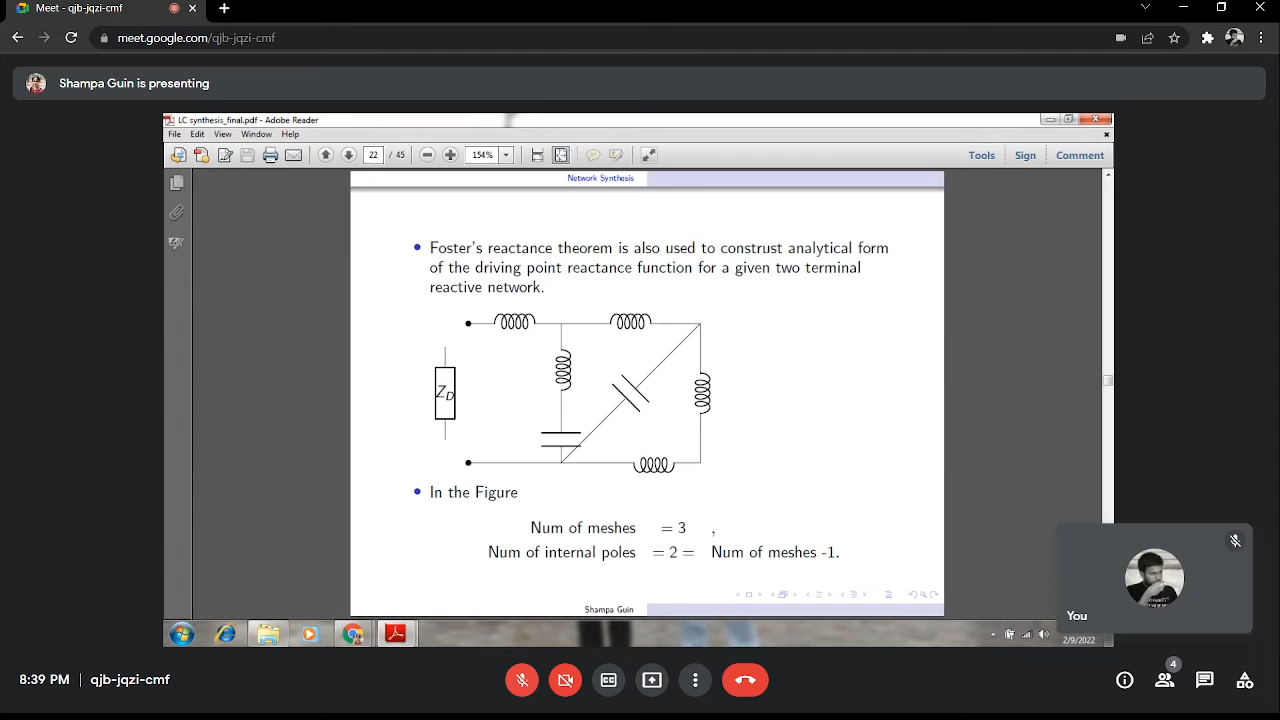 Meet - qjb-jqzi-cmf
meet.google.com/qjb-jqzi-cmf
Shampa Guin is presenting
LC synthesis_final.pdf - Adobe Reader
File Edit View Window Help
22 / 45 154% Tools Sign Comment
Network Synthesis
Foster's reactance theorem is also used to construst analytical form
of the driving point reactance function for a given two terminal
reactive network.
Z_D
In the Figure
Num of meshes = 3 ,
Num of internal poles = 2 = Num of meshes -1.
Shampa Guin
You
2/9/2022
8:39 PM | qjb-jqzi-cmf
CC
4